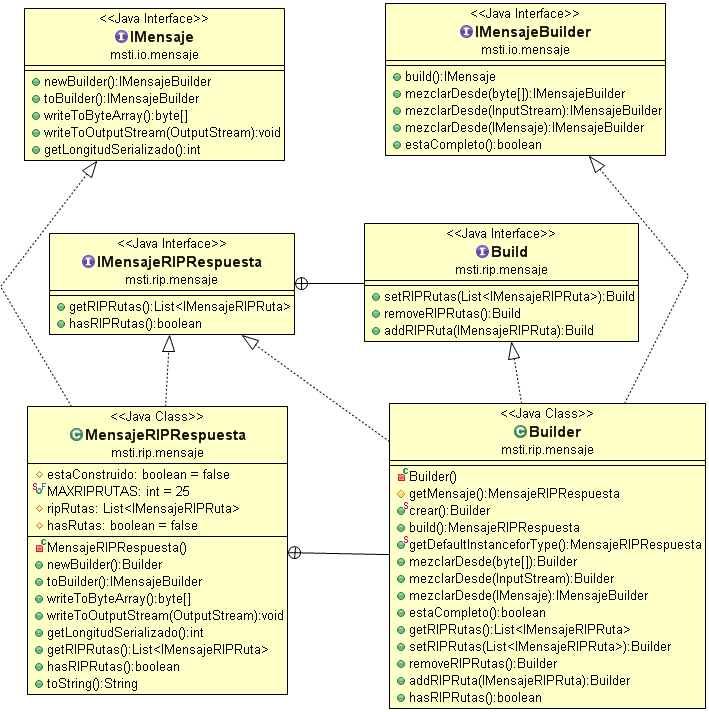 <<Java Interface>>
IMensaje
msti.io.mensaje
newBuilder():IMensajeBuilder
toBuilder():IMensajeBuilder
writeToByteArray():byte[]
writeToOutputStream(OutputStream):void
getLongitudSerializado():int
<<Java Interface>>
IMensajeBuilder
msti.io.mensaje
build():IMensaje
mezclarDesde(byte[]):IMensajeBuilder
mezclarDesde(InputStream):IMensajeBuilder
mezclarDesde(IMensaje):IMensajeBuilder
estaCompleto():boolean
<<Java Interface>>
IMensajeRIPRespuesta
msti.rip.mensaje
getRIPRutas():List<IMensajeRIPRuta>
hasRIPRutas():boolean
<<Java Interface>>
Build
msti.rip.mensaje
setRIPRutas(List<IMensajeRIPRuta>):Build
removeRIPRutas():Build
addRIPRuta(IMensajeRIPRuta):Build
<<Java Class>>
MensajeRIPRespuesta
msti.rip.mensaje
estaConstruido: boolean = false
MAXRIPRUTAS: int = 25
ripRutas: List<IMensajeRIPRuta>
hasRutas: boolean = false
MensajeRIPRespuesta()
newBuilder():Builder
toBuilder():IMensajeBuilder
writeToByteArray():byte[]
writeToOutputStream(OutputStream):void
getLongitudSerializado():int
getRIPRutas():List<IMensajeRIPRuta>
hasRIPRutas():boolean
toString():String
<<Java Class>>
Builder
msti.rip.mensaje
Builder()
getMensaje():MensajeRIPRespuesta
crear():Builder
build():MensajeRIPRespuesta
getDefaultInstanceforType():MensajeRIPRespuesta
mezclarDesde(byte[]):Builder
mezclarDesde(InputStream):Builder
mezclarDesde(IMensaje):IMensajeBuilder
estaCompleto():boolean
getRIPRutas():List<IMensajeRIPRuta>
setRIPRutas(List<IMensajeRIPRuta>):Builder
removeRIPRutas():Builder
addRIPRuta(IMensajeRIPRuta):Builder
hasRIPRutas():boolean